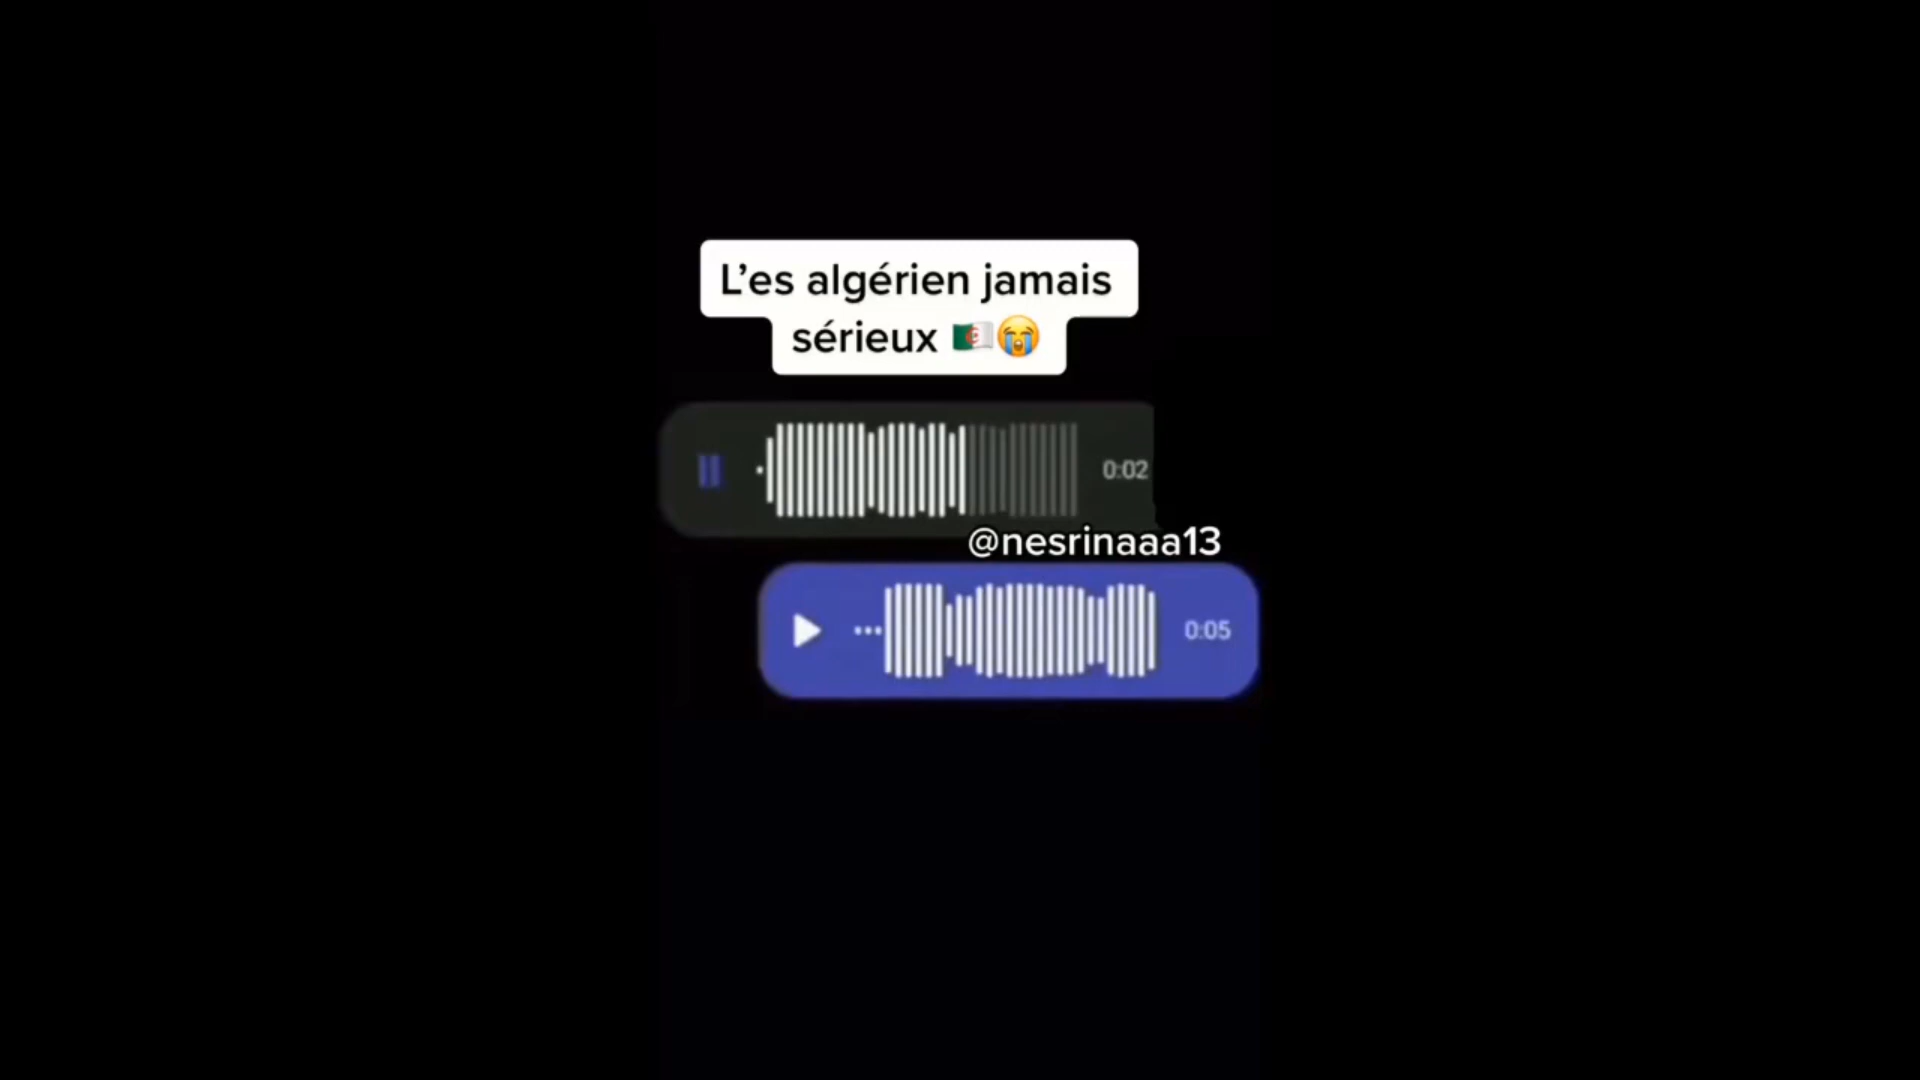 L’es algérien jamais
sérieux 🇩🇿😭
0:02
@nesrinaaa13
0:05